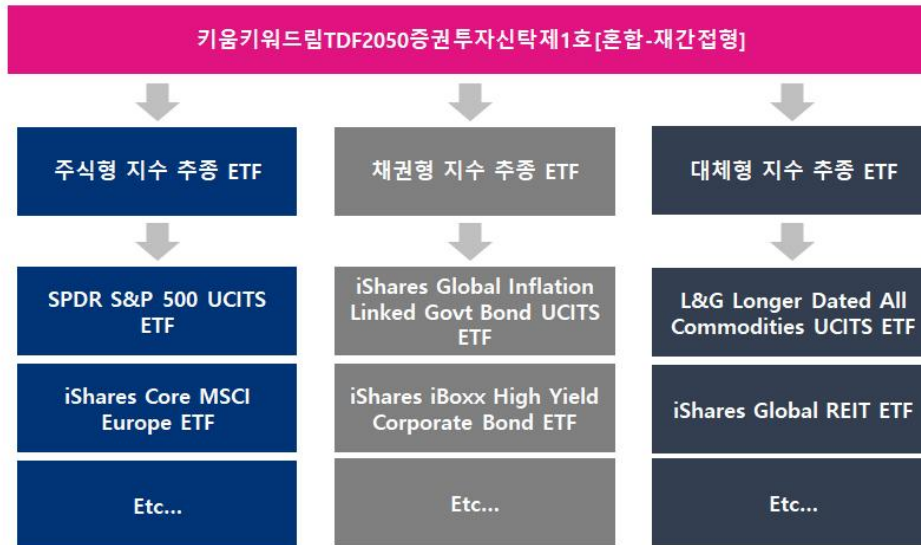 키움키워드림TDF2050증권투자신탁제1호[혼합-재간접형]
주식형 지수 추종 ETF
채권형 지수 추종 ETF
대체형 지수 추종 ETF
SPDR S&P 500 UCITS
ETF
iShares Global Inflation
Linked Govt Bond UCITS
ETF
L&G Longer Dated All
Commodities UCITS ETF
iShares Core MSCI
Europe ETF
iShares iBoxx High Yield
Corporate Bond ETF
iShares Global REIT ETF
Etc...
Etc...
Etc...